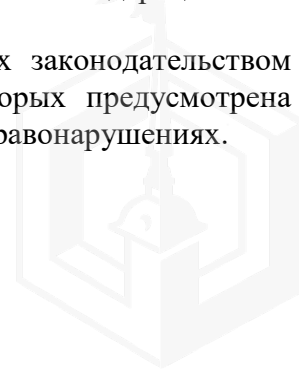 х законодательством
орых предусмотрена
равонарушениях.